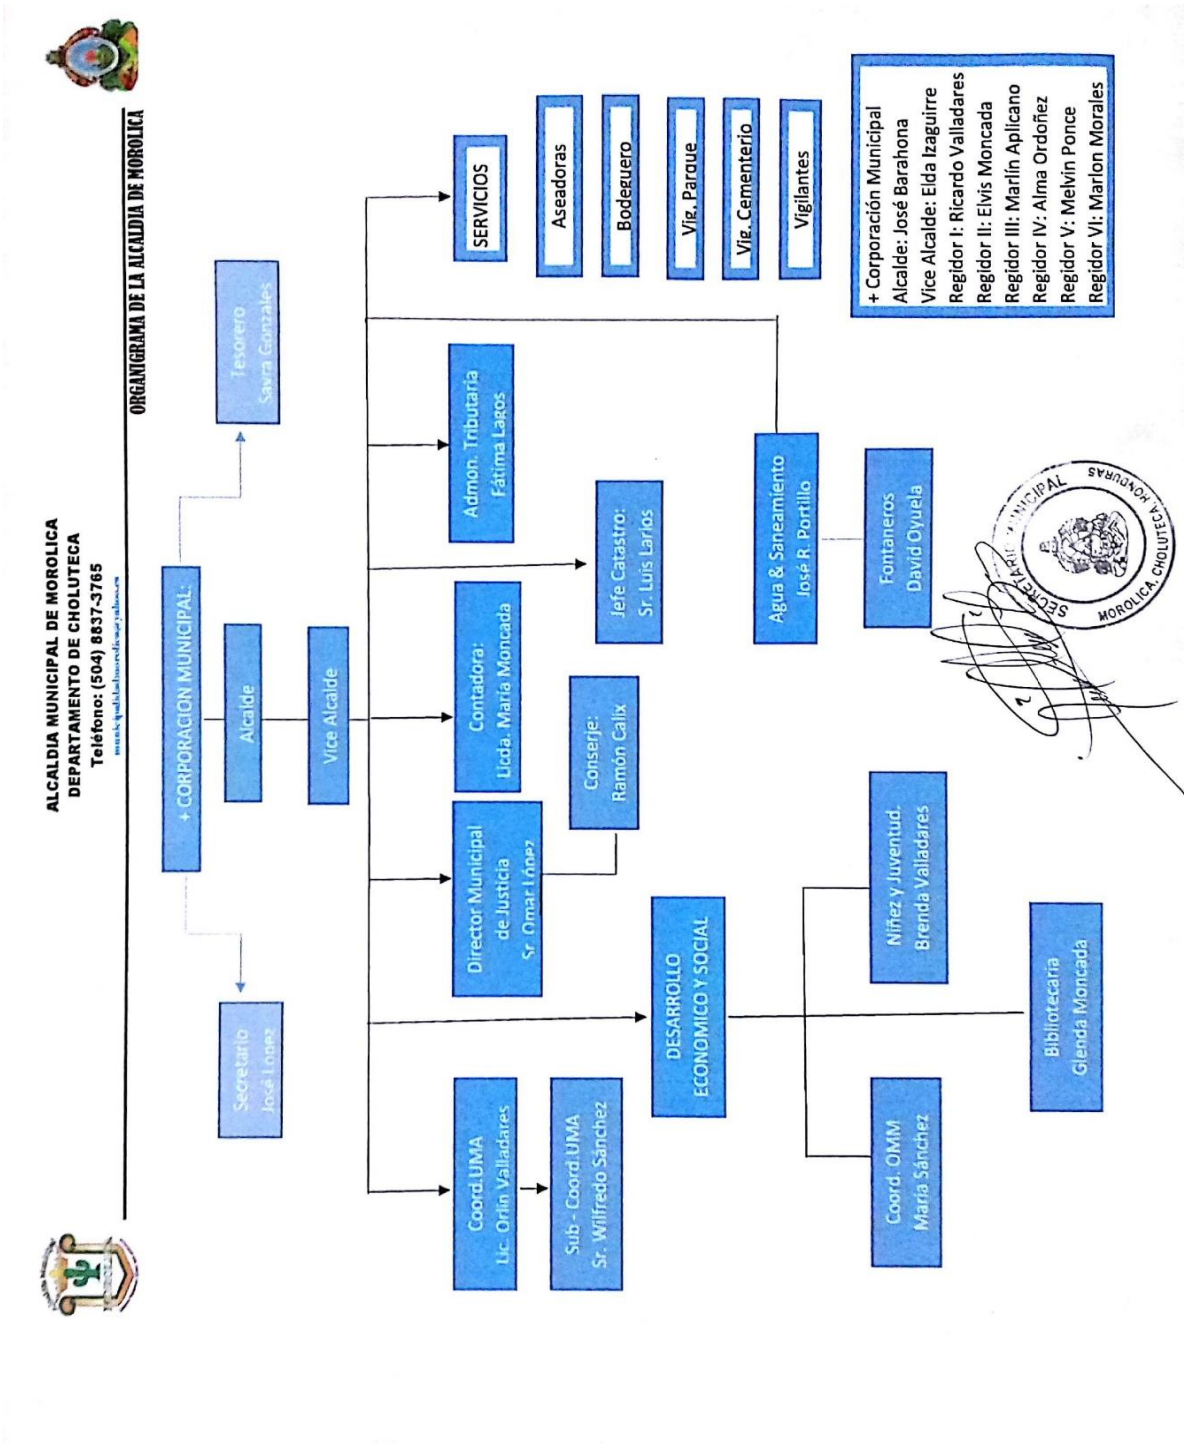 ALCALDIA MUNICIPAL DE MOROLICA
DEPARTAMENTO DE CHOLUTECA
Teléfono: (504) 8837-3765
ORGANIGRAMA DE LA ALCALDIA DE MOROLICA
+ CORPORACION MUNICIPAL:
Secretario
José López
Tesorero
Sayra Gonzales
Alcalde
Vice Alcalde
Coord.UMA
Lic. Orlin Valladares
Sub - Coord.UMA
Sr. Wilfredo Sánchez
Director Municipal
de Justicia
Sr. Omar López
Conserje:
Ramón Calix
Contadora:
Licda. María Moncada
Jefe Catastro:
Sr. Luis Larios
Admon. Tributaria
Fátima Lagos
SERVICIOS
Aseadoras
Bodeguero
Vig. Parque
Vig. Cementerio
Vigilantes
DESARROLLO
ECONOMICO Y SOCIAL
Coord. OMM
María Sánchez
Niñez y Juventud.
Brenda Valladares
Bibliotecaria
Glenda Moncada
Agua & Saneamiento
José R. Portillo
Fontaneros
David Oyuela
+ Corporación Municipal
Alcalde: José Barahona
Vice Alcalde: Elda Izaguirre
Regidor I: Ricardo Valladares
Regidor II: Elvis Moncada
Regidor III: Marlín Aplicano
Regidor IV: Alma Ordoñez
Regidor V: Melvin Ponce
Regidor VI: Marlon Morales
MUNICIPAL
MOROLICA, CHOLUTECA, HONDURAS